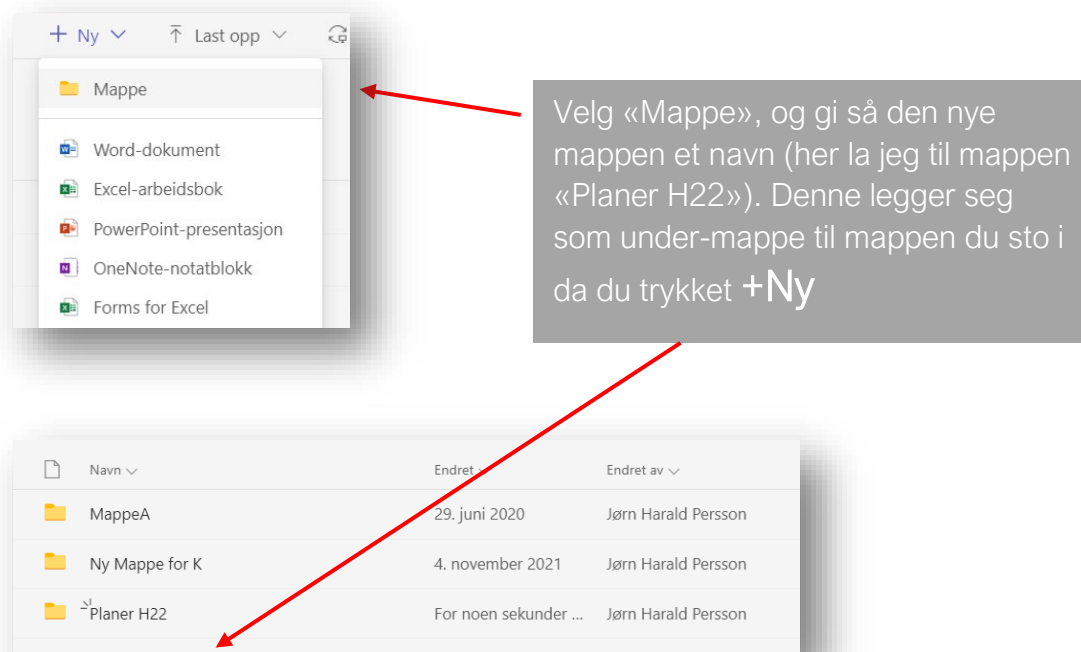 + Ny Last opp
Mappe
Word-dokument
Excel-arbeidsbok
PowerPoint-presentasjon
OneNote-notatblokk
Forms for Excel
Velg «Mappe», og gi så den nye
mappen et navn (her la jeg til mappen
«Planer H22»). Denne legger seg
som under-mappe til mappen du sto i
da du trykket +Ny
Navn Endret Endret av
MappeA 29. juni 2020 Jørn Harald Persson
Ny Mappe for K 4. november 2021 Jørn Harald Persson
Planer H22 For noen sekunder ... Jørn Harald Persson